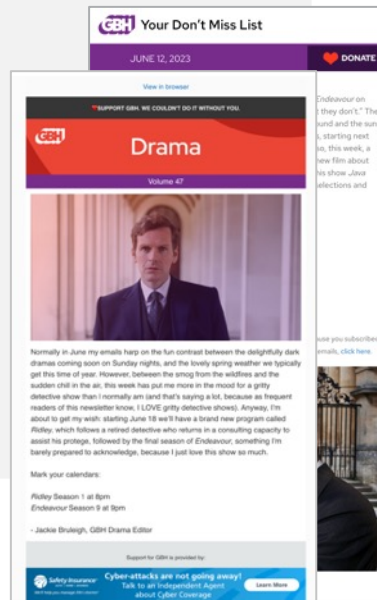 GBH Your Don't Miss List
JUNE 12, 2023
DONATE
View in browser
SUPPORT GBH. WE COULDN'T DO IT WITHOUT YOU.
GBH
Drama
Volume 47
Normally in June my emails harp on the fun contrast between the delightfully dark
dramas coming soon on Sunday nights, and the lovely spring weather we typically
get this time of year. However, between the smog from the wildfires and the
sudden chill in the air, this week has put me more in the mood for a gritty
detective show than I normally am (and that's saying a lot, because as frequent
readers of this newsletter know, I LOVE gritty detective shows). Anyway, I'm
about to get my wish: starting June 18 we'll have a brand new program called
Ridley, which follows a retired detective who returns in a consulting capacity to
assist his protege, followed by the final season of Endeavour, something I'm
barely prepared to acknowledge, because I just love this show so much.
Mark your calendars:
Ridley Season 1 at 8pm
Endeavour Season 9 at 9pm
- Jackie Bruleigh, GBH Drama Editor
Support for GBH is provided by:
Safety Insurance
Cyber-attacks are not going away!
Talk to an Independent Agent
about Cyber Coverage
Learn More
Endeavour on
they don't." The
und and the sun
, starting next
so, this week, a
new film about
his show Java
selections and
use you subscribed
emails, click here.